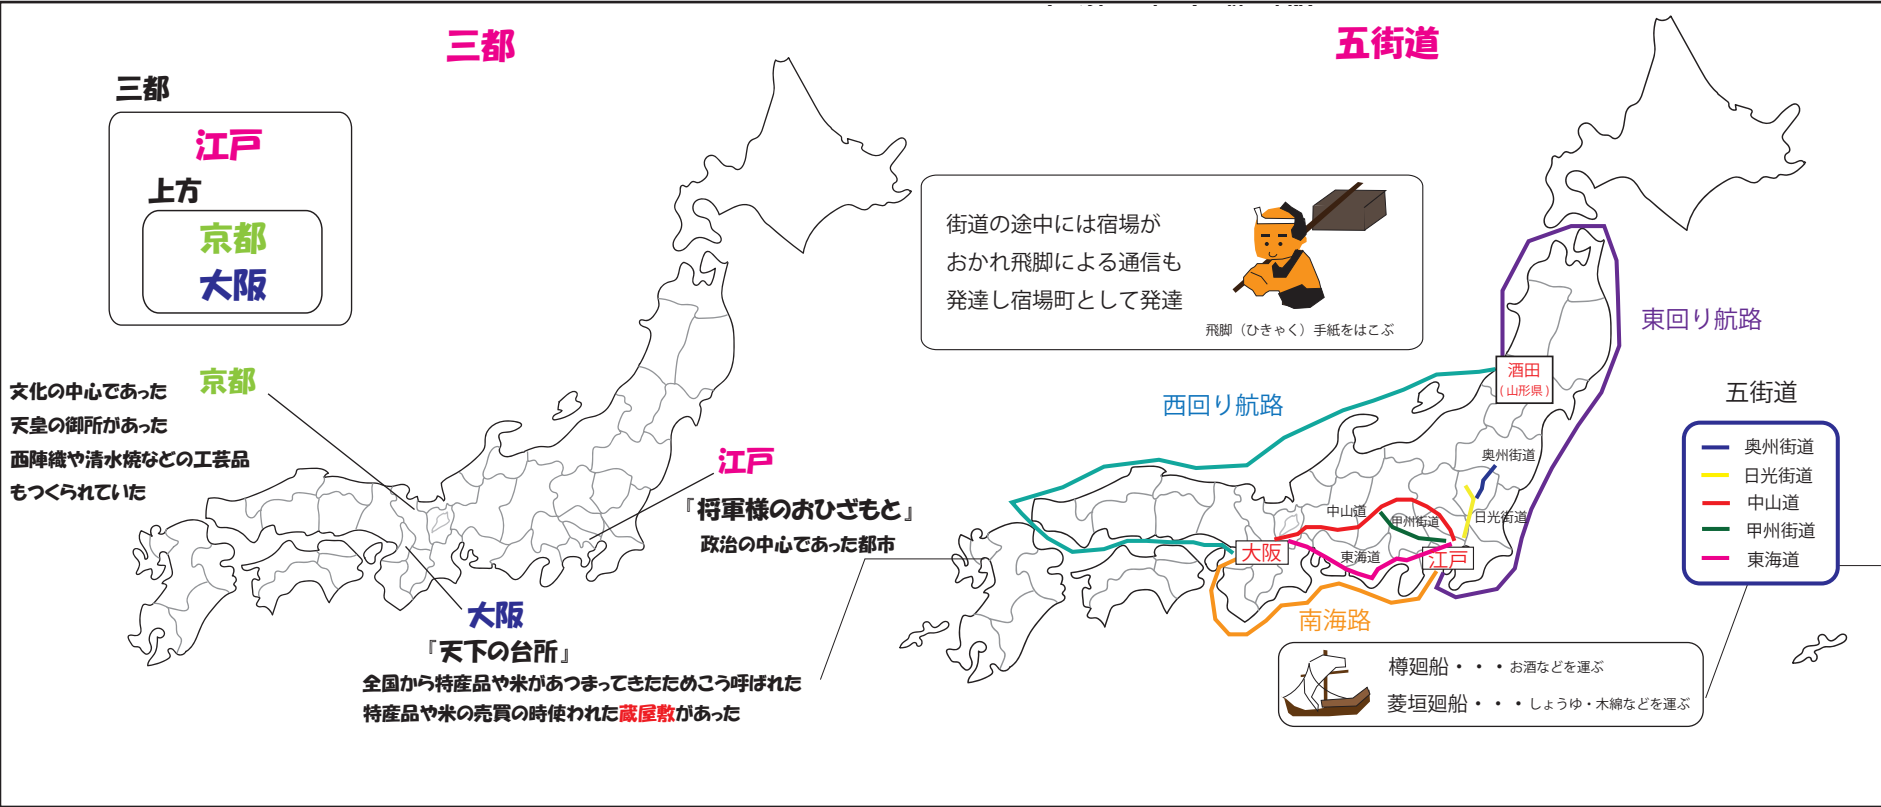 三都
三都
江戸
上方
京都
大阪
京都
文化の中心であった
天皇の御所があった
西陣織や清水焼などの工芸品
もつくられていた
江戸
『将軍様のおひざもと』
政治の中心であった都市
大阪
『天下の台所』
全国から特産品や米があつまってきたためこう呼ばれた
特産品や米の売買の時使われた蔵屋敷があった
五街道
街道の途中には宿場が
おかれ飛脚による通信も
発達し宿場町として発達
飛脚（ひきゃく）手紙をはこぶ
東回り航路
酒田
(山形県)
西回り航路
奥州街道
中山道
甲州街道
日光街道
東海道
大阪
江戸
南海路
五街道
奥州街道
日光街道
中山道
甲州街道
東海道
樽廻船・・・お酒などを運ぶ
菱垣廻船・・・しょうゆ・木綿などを運ぶ